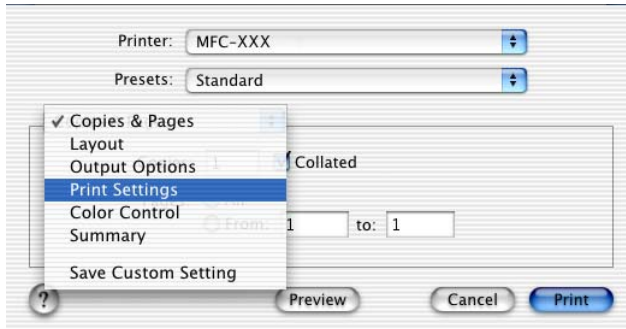 Printer: MFC-XXX
Presets: Standard
✓ Copies & Pages
Layout
Output Options
1 Collated
Print Settings
Color Control
From: 1 to: 1
Summary
Save Custom Setting
? Preview Cancel Print